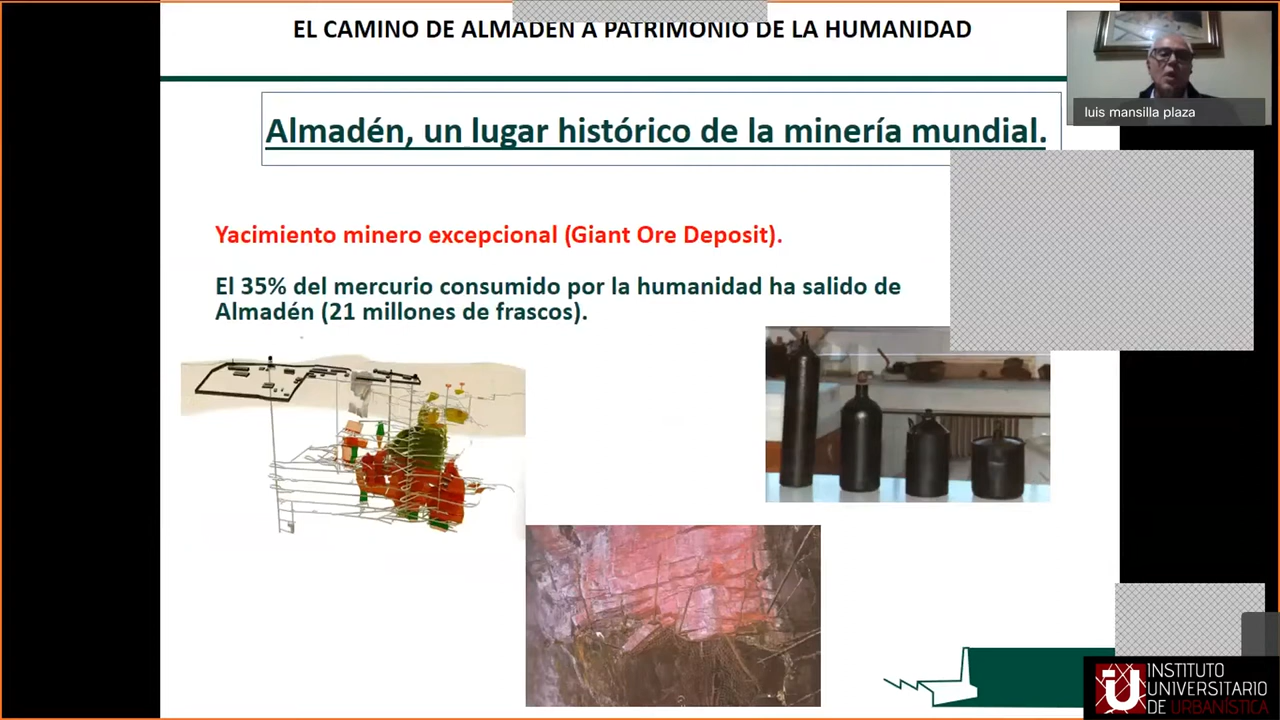 EL CAMINO DE ALMADEN A PATRIMONIO DE LA HUMANIDAD
luis mansilla plaza
Almadén, un lugar histórico de la minería mundial.
Yacimiento minero excepcional (Giant Ore Deposit).
El 35% del mercurio consumido por la humanidad ha salido de
Almadén (21 millones de frascos).
INSTITUTO
UNIVERSITARIO
DE URBANÍSTICA